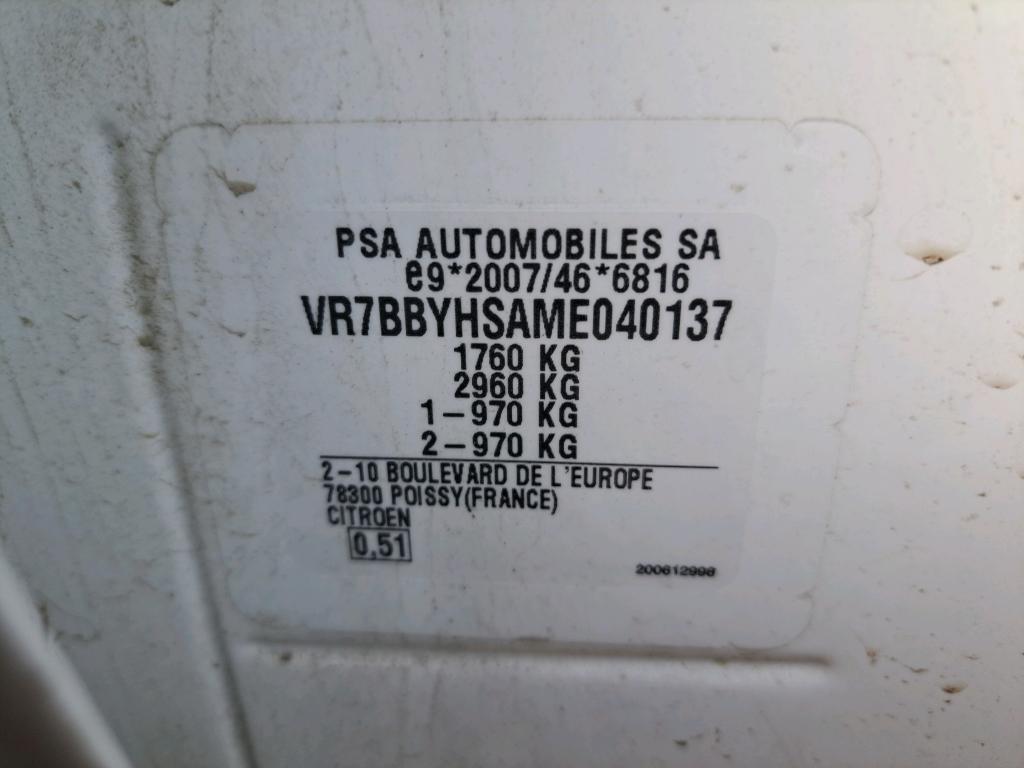 PSA AUTOMOBILES SA
e9*2007/46*6816
VR7BBYHSAME040137
1760 KG
2960 KG
1-970 KG
2-970 KG
2-10 BOULEVARD DE L'EUROPE
78300 POISSY(FRANCE)
CITROEN
0,51
200612998